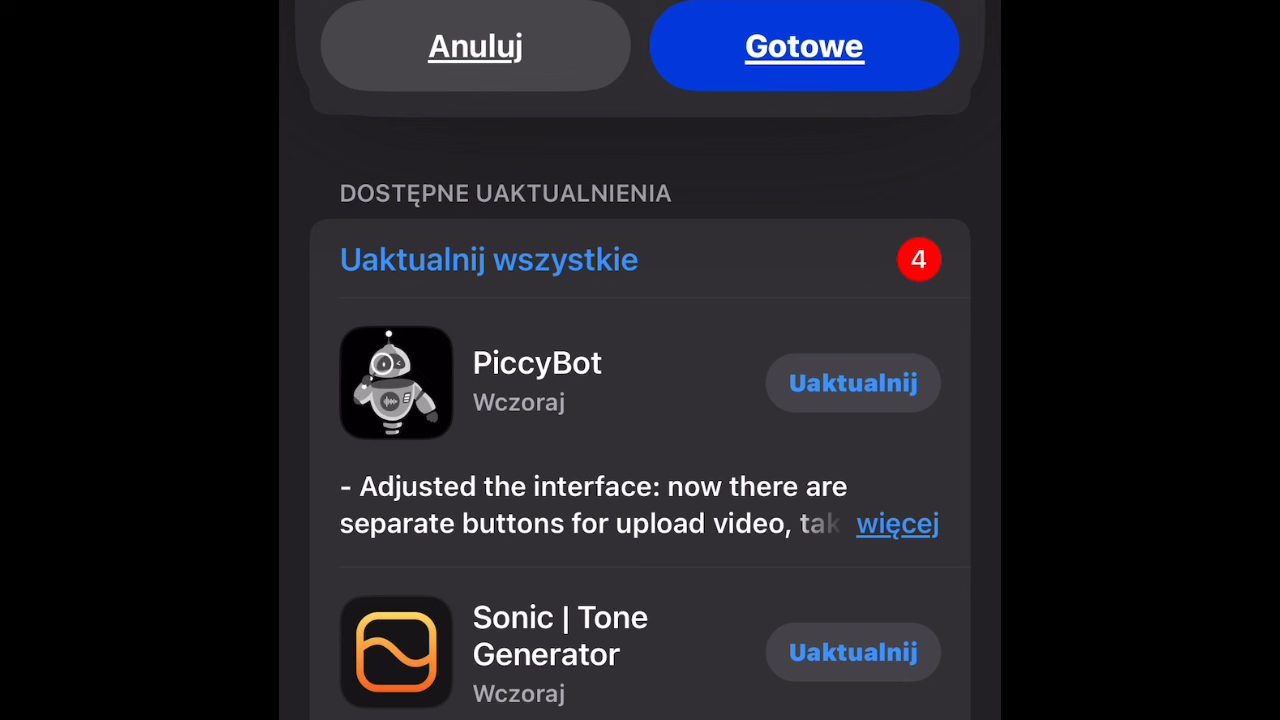 Anuluj
Gotowe
DOSTĘPNE UAKTUALNIENIA
Uaktualnij wszystkie
4
PiccyBot
Wczoraj
Uaktualnij
- Adjusted the interface: now there are
separate buttons for upload video, tak
więcej
Sonic | Tone
Generator
Wczoraj
Uaktualnij